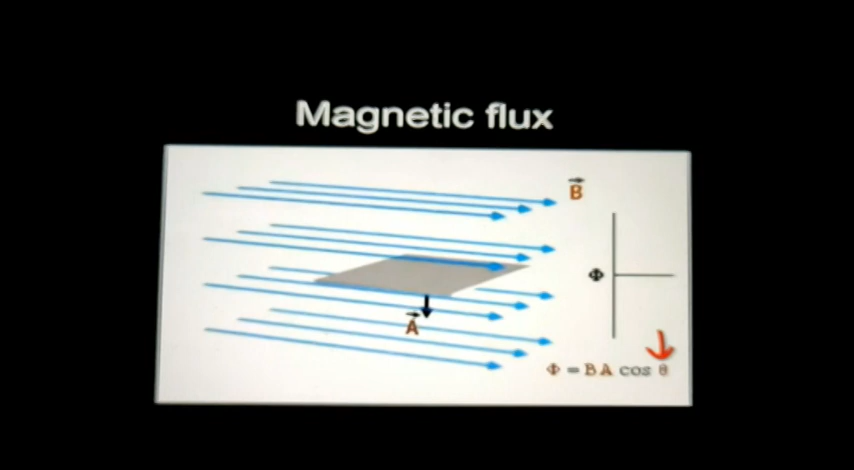 Magnetic flux
B
Φ
A
Φ = BA cos θ